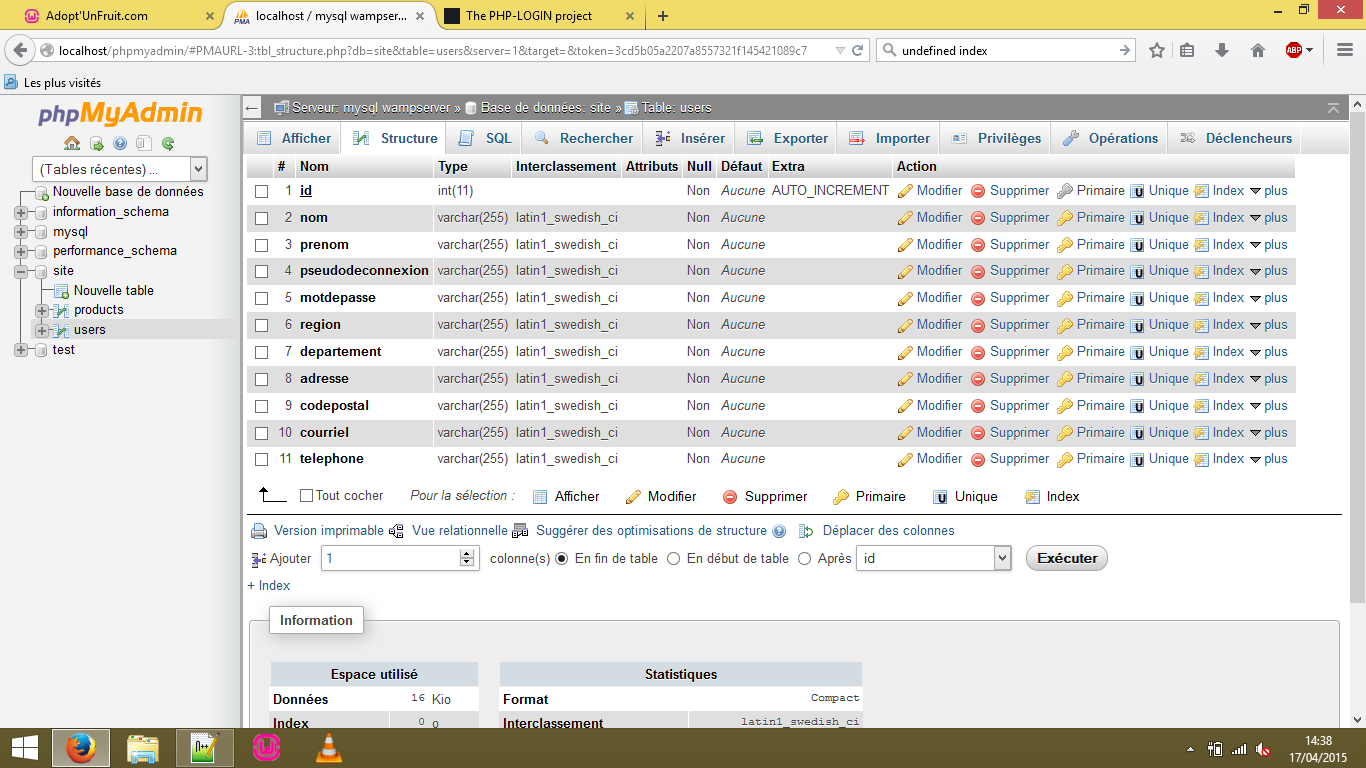 Adopt'UnFruit.com
localhost / mysql wampser...
The PHP-LOGIN project
localhost/phpmyadmin/#PMAURL-3:tbl_structure.php?db=site&table=users&server=1&target=&token=3cd5b05a2207a8557321f145421089c7
undefined index
ABP
Les plus visités
phpMyAdmin
(Tables récentes) ...
Nouvelle base de données
information_schema
mysql
performance_schema
site
Nouvelle table
products
users
test
Serveur: mysql wampserver » Base de données: site » Table: users
Afficher Structure SQL Rechercher Insérer Exporter Importer Privilèges Opérations Déclencheurs
# Nom Type Interclassement Attributs Null Défaut Extra Action
1 id int(11) Non Aucune AUTO_INCREMENT Modifier Supprimer Primaire Unique Index plus
2 nom varchar(255) latin1_swedish_ci Non Aucune Modifier Supprimer Primaire Unique Index plus
3 prenom varchar(255) latin1_swedish_ci Non Aucune Modifier Supprimer Primaire Unique Index plus
4 pseudodeconnexion varchar(255) latin1_swedish_ci Non Aucune Modifier Supprimer Primaire Unique Index plus
5 motdepasse varchar(255) latin1_swedish_ci Non Aucune Modifier Supprimer Primaire Unique Index plus
6 region varchar(255) latin1_swedish_ci Non Aucune Modifier Supprimer Primaire Unique Index plus
7 departement varchar(255) latin1_swedish_ci Non Aucune Modifier Supprimer Primaire Unique Index plus
8 adresse varchar(255) latin1_swedish_ci Non Aucune Modifier Supprimer Primaire Unique Index plus
9 codepostal varchar(255) latin1_swedish_ci Non Aucune Modifier Supprimer Primaire Unique Index plus
10 courriel varchar(255) latin1_swedish_ci Non Aucune Modifier Supprimer Primaire Unique Index plus
11 telephone varchar(255) latin1_swedish_ci Non Aucune Modifier Supprimer Primaire Unique Index plus
Tout cocher Pour la sélection : Afficher Modifier Supprimer Primaire Unique Index
Version imprimable Vue relationnelle Suggérer des optimisations de structure Déplacer des colonnes
Ajouter 1 colonne(s) En fin de table En début de table Après id Exécuter
+ Index
Information
Espace utilisé
Données 16 Kio
Index 0 o
Statistiques
Format Compact
Interclassement latin1_swedish_ci
14:38
17/04/2015